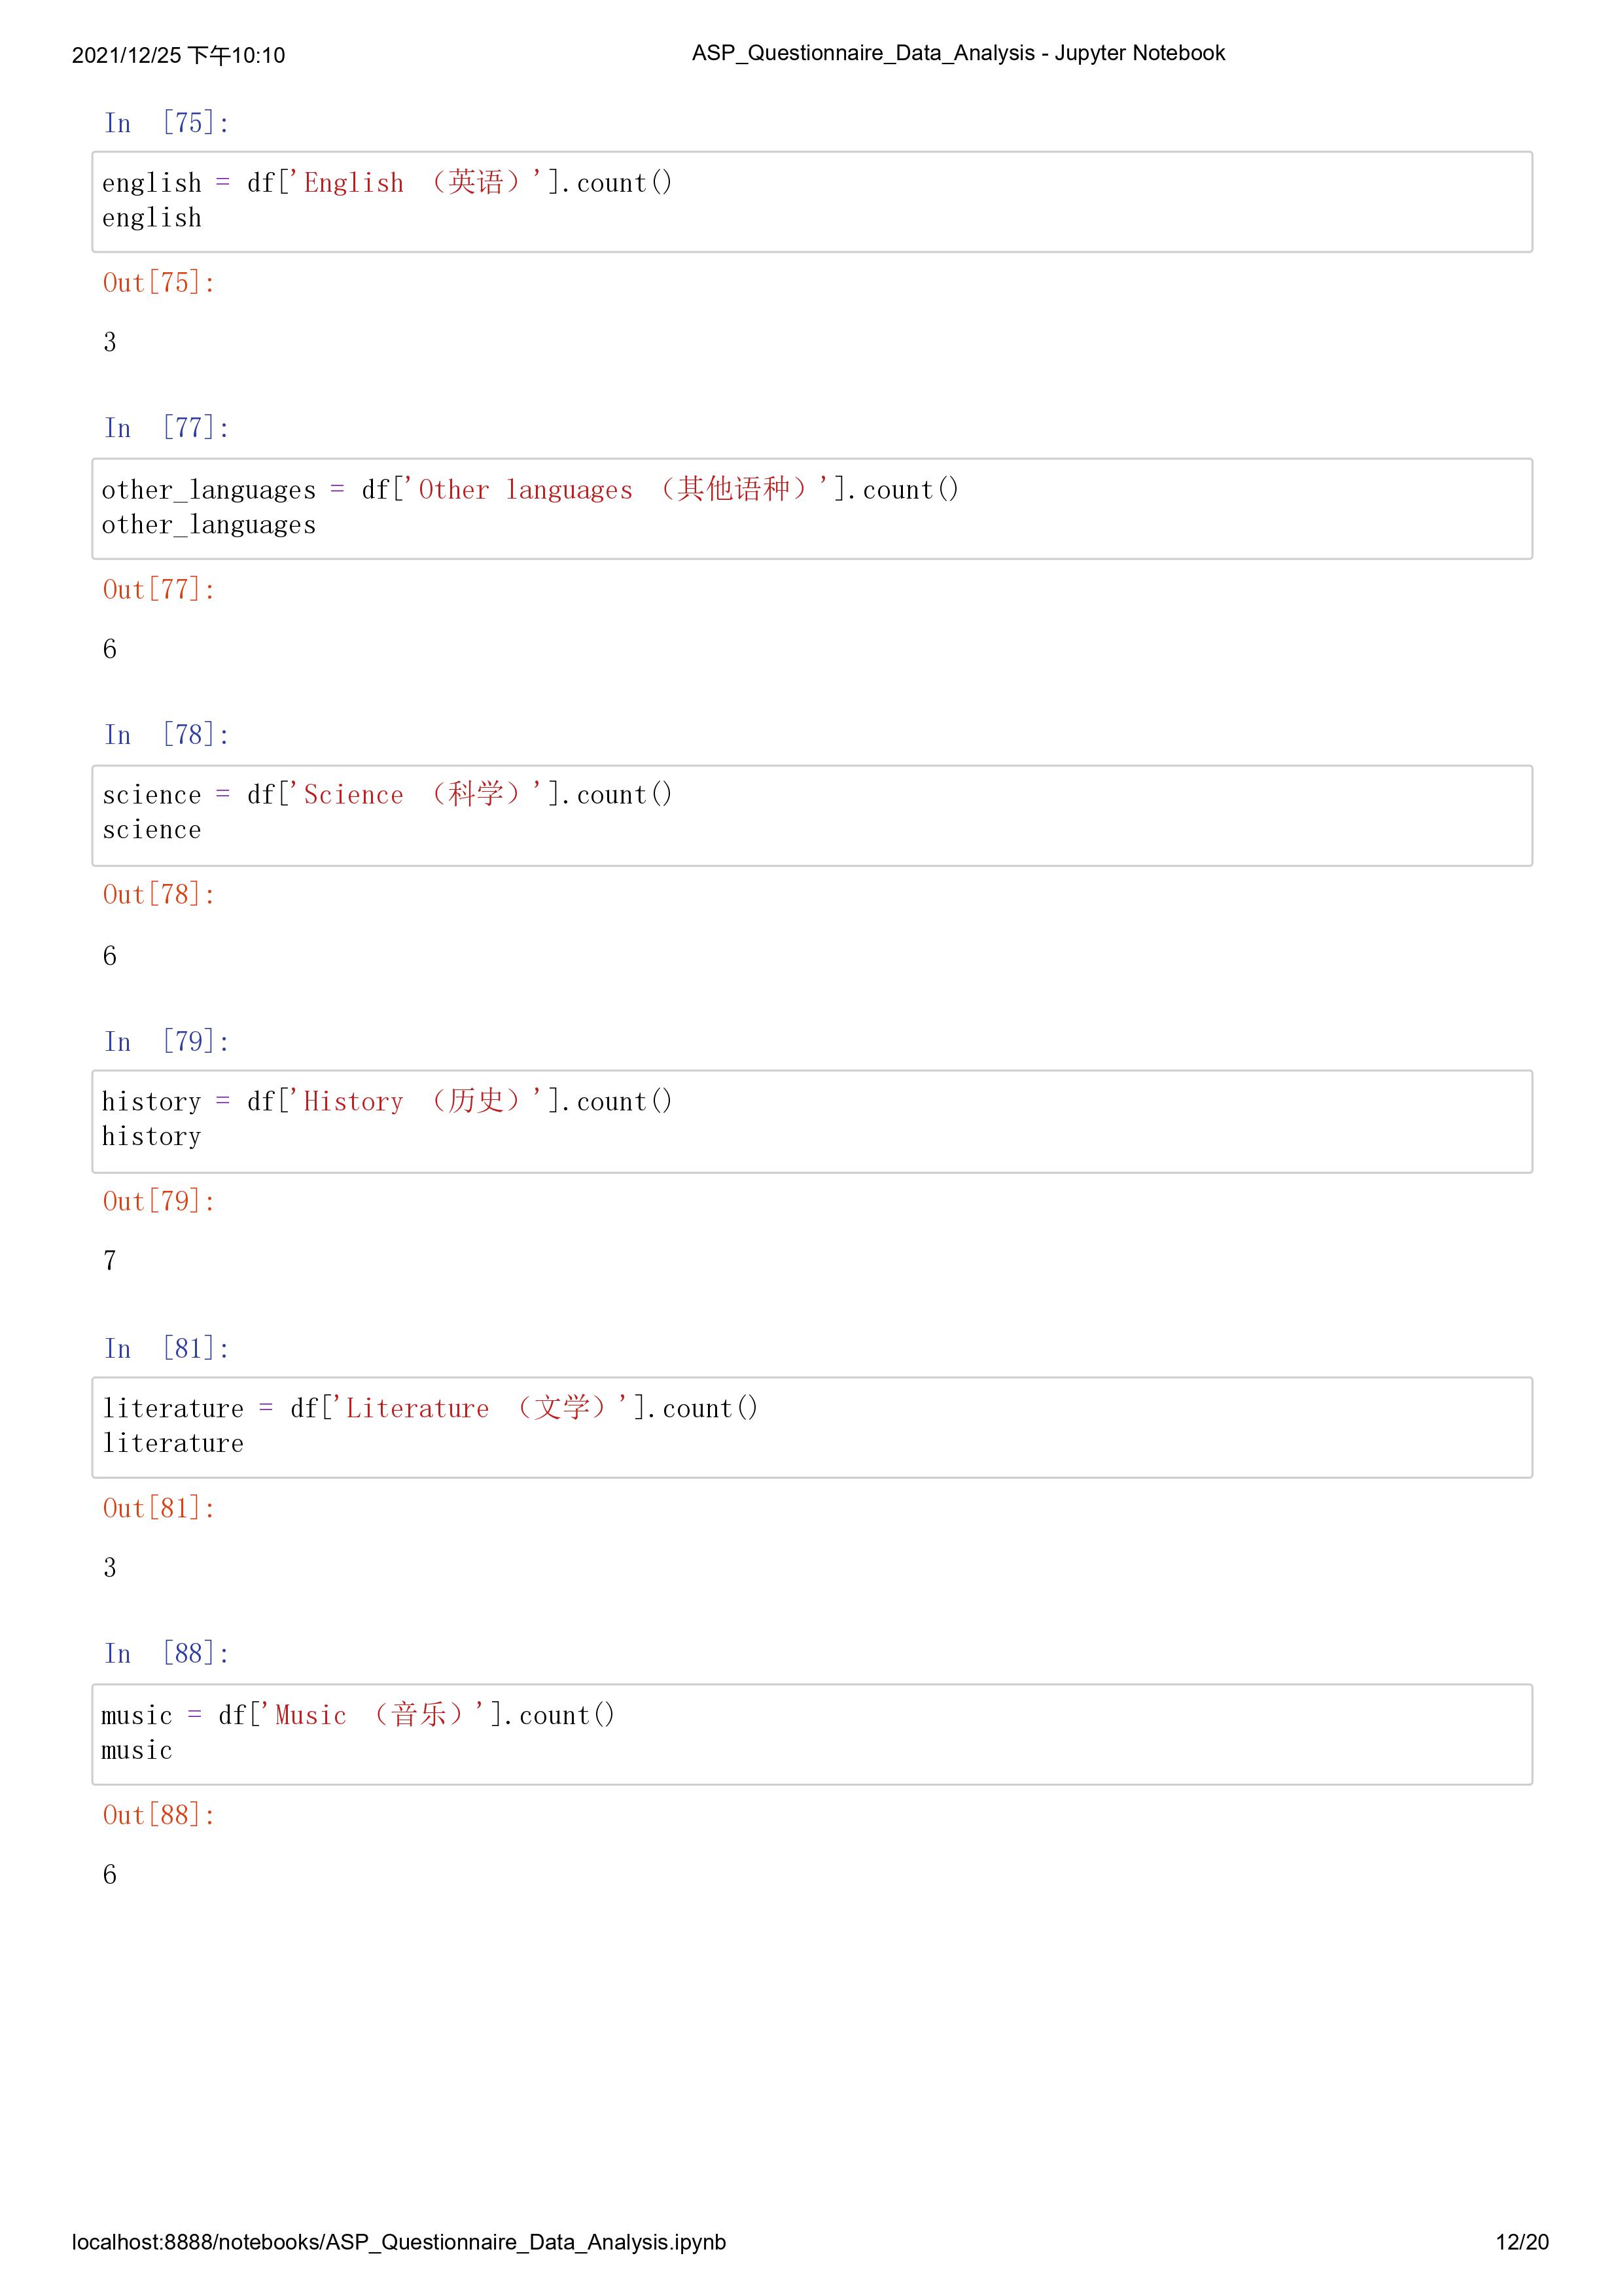 2021/12/25 下午10:10
ASP_Questionnaire_Data_Analysis - Jupyter Notebook
In [75]:
english = df['English （英语）'].count()
english
Out[75]:
3
In [77]:
other_languages = df['Other languages （其他语种）'].count()
other_languages
Out[77]:
6
In [78]:
science = df['Science （科学）'].count()
science
Out[78]:
6
In [79]:
history = df['History （历史）'].count()
history
Out[79]:
7
In [81]:
literature = df['Literature （文学）'].count()
literature
Out[81]:
3
In [88]:
music = df['Music （音乐）'].count()
music
Out[88]:
6
localhost:8888/notebooks/ASP_Questionnaire_Data_Analysis.ipynb
12/20